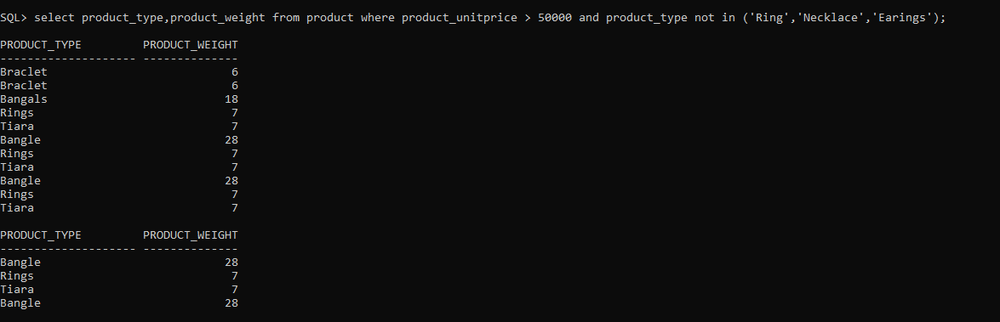 SQL> select product_type,product_weight from product where product_unitprice > 50000 and product_type not in ('Ring','Necklace','Earings');
PRODUCT_TYPE         PRODUCT_WEIGHT
-------------------- --------------
Braclet                           6
Braclet                           6
Bangals                          18
Rings                             7
Tiara                             7
Bangle                           28
Rings                             7
Tiara                             7
Bangle                           28
Rings                             7
Tiara                             7
PRODUCT_TYPE         PRODUCT_WEIGHT
-------------------- --------------
Bangle                           28
Rings                             7
Tiara                             7
Bangle                           28